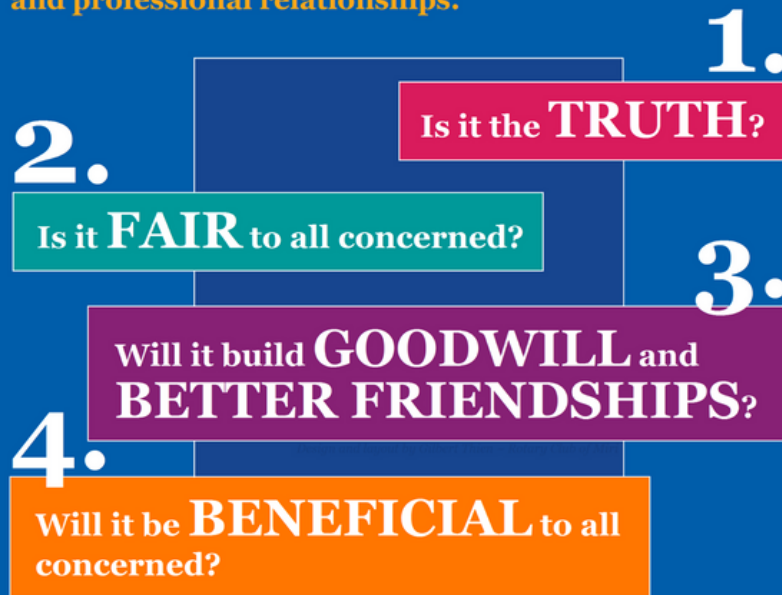 and professional relationships.
1.
Is it the TRUTH?
2.
Is it FAIR to all concerned?
3.
Will it build GOODWILL and
BETTER FRIENDSHIPS?
4.
Will it be BENEFICIAL to all
concerned?